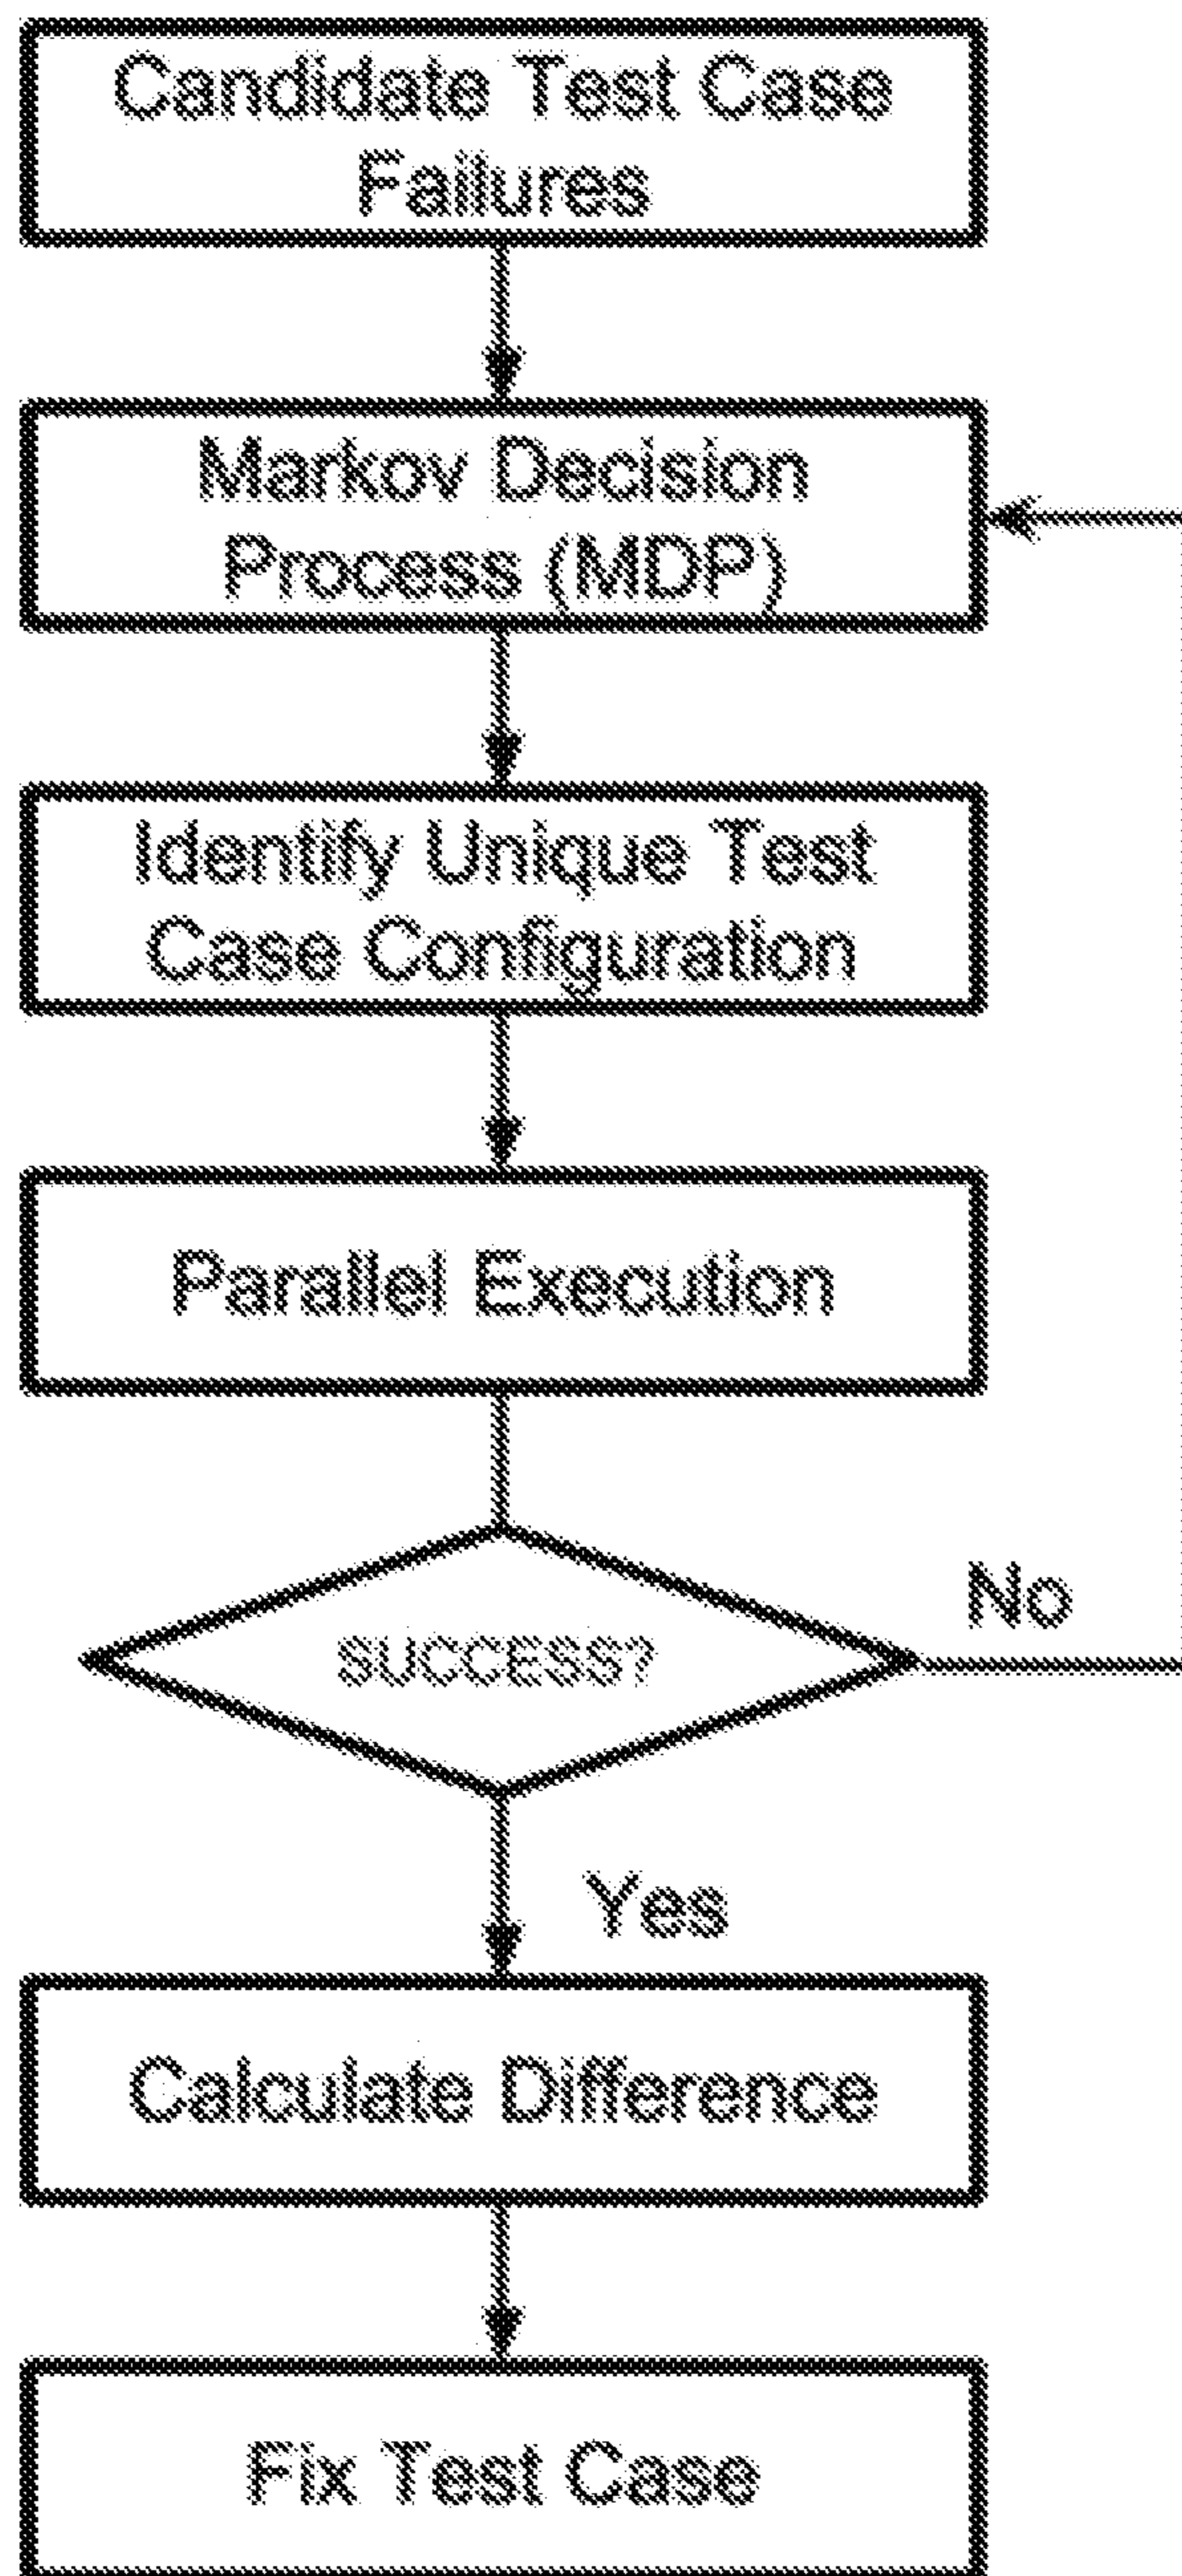 Candidate Test Case
Failures
Markov Decision
Process (MDP)
Identify Unique Test
Case Configuration
Parallel Execution
SUCCESS?
No
Yes
Calculate Difference
Fix Test Case